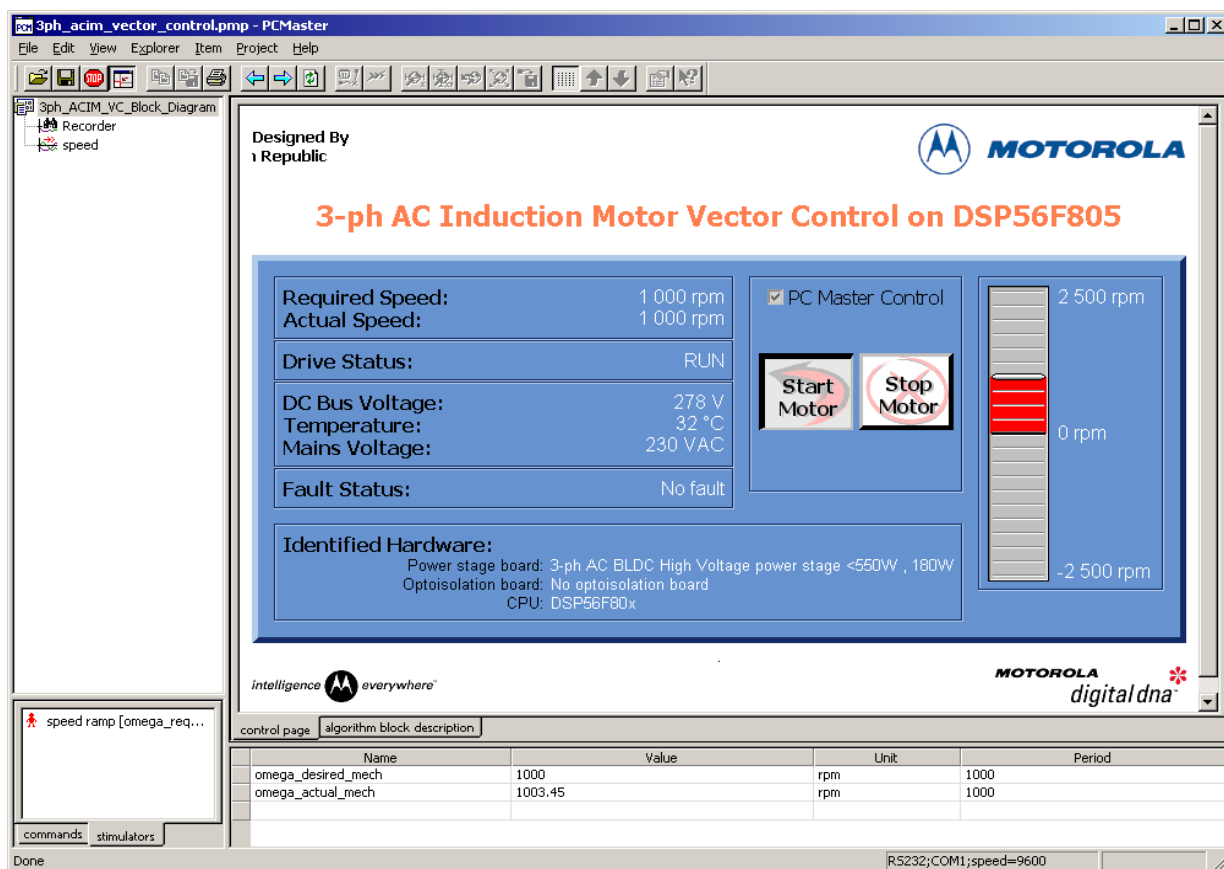 3ph_acim_vector_control.pmp - PCMaster
File Edit View Explorer Item Project Help
3ph_ACIM_VC_Block_Diagram
Recorder
speed
Designed By
ı Republic
MOTOROLA
3-ph AC Induction Motor Vector Control on DSP56F805
Required Speed: 1 000 rpm
Actual Speed: 1 000 rpm
Drive Status: RUN
DC Bus Voltage: 278 V
Temperature: 32 °C
Mains Voltage: 230 VAC
Fault Status: No fault
PC Master Control
Start Motor
Stop Motor
2 500 rpm
0 rpm
-2 500 rpm
Identified Hardware:
Power stage board: 3-ph AC BLDC High Voltage power stage <550W , 180W
Optoisolation board: No optoisolation board
CPU: DSP56F80x
intelligence everywhere
MOTOROLA
digital dna
control page algorithm block description
speed ramp [omega_req...
commands stimulators
Name Value Unit Period
omega_desired_mech 1000 rpm 1000
omega_actual_mech 1003.45 rpm 1000
Done RS232;COM1;speed=9600